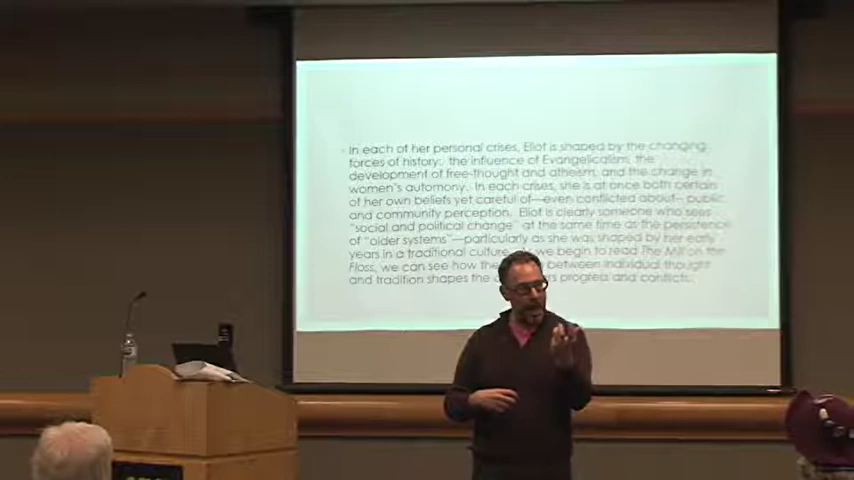 In each of her personal crises, Eliot is shaped by the changing
forces of history: the influence of Evangelicalism, the
development of free-thought and atheism, and the change in
women's autonomy. In each crisis, she is at once both certain
of her own beliefs yet careful of—even conflicted about— public
and community perception. Eliot is clearly someone who sees
"social and political change" at the same time as the persistence
of "older systems"—particularly as she was shaped by her early
years in a traditional culture. As we begin to read The Mill on the
Floss, we can see how the between individual thought
and tradition shapes the progress and conflict.